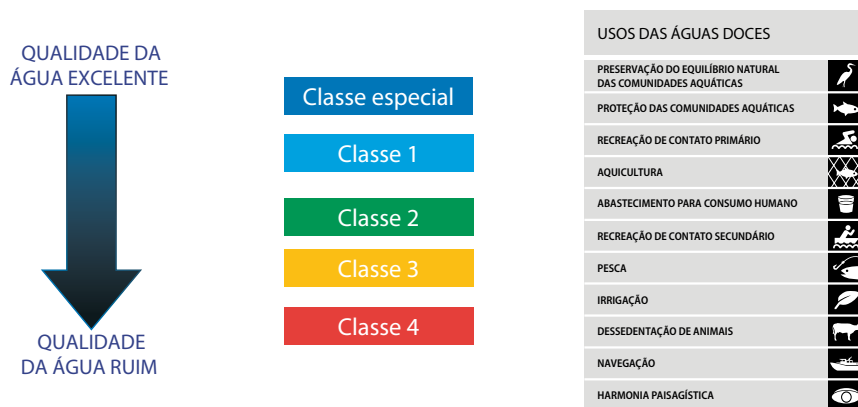 QUALIDADE DA
ÁGUA EXCELENTE
QUALIDADE
DA ÁGUA RUIM
Classe especial
Classe 1
Classe 2
Classe 3
Classe 4
USOS DAS ÁGUAS DOCES
PRESERVAÇÃO DO EQUILÍBRIO NATURAL
DAS COMUNIDADES AQUÁTICAS
PROTEÇÃO DAS COMUNIDADES AQUÁTICAS
RECREAÇÃO DE CONTATO PRIMÁRIO
AQUICULTURA
ABASTECIMENTO PARA CONSUMO HUMANO
RECREAÇÃO DE CONTATO SECUNDÁRIO
PESCA
IRRIGAÇÃO
DESSEDENTAÇÃO DE ANIMAIS
NAVEGAÇÃO
HARMONIA PAISAGÍSTICA